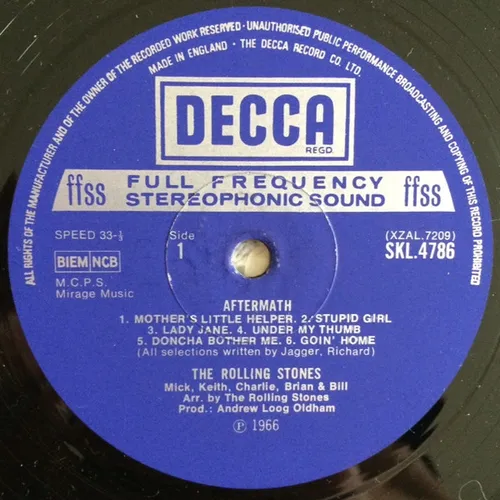 ALL RIGHTS OF THE MANUFACTURER AND OF THE OWNER OF THE RECORDED WORK RESERVED · UNAUTHORISED PUBLIC PERFORMANCE BROADCASTING AND COPYING OF THIS RECORD PROHIBITED
MADE IN ENGLAND · THE DECCA RECORD CO. LTD.
DECCA
REGD.
ffss FULL FREQUENCY ffss
STEREOPHONIC SOUND
SPEED 33-⅓ Side (XZAL.7209)
BIEM NCB 1 SKL.4786
M.C.P.S.
Mirage Music
AFTERMATH
1. MOTHER'S LITTLE HELPER. 2. STUPID GIRL
3. LADY JANE. 4. UNDER MY THUMB
5. DONCHA BOTHER ME. 6. GOIN' HOME
(All selections written by Jagger, Richard)
THE ROLLING STONES
Mick, Keith, Charlie, Brian & Bill
Arr. by The Rolling Stones
Prod.: Andrew Loog Oldham
℗ 1966